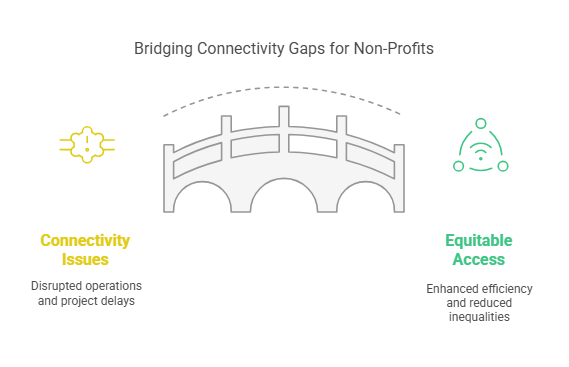 Bridging Connectivity Gaps for Non-Profits
Connectivity
Issues
Disrupted operations
and project delays
Equitable
Access
Enhanced efficiency
and reduced
inequalities